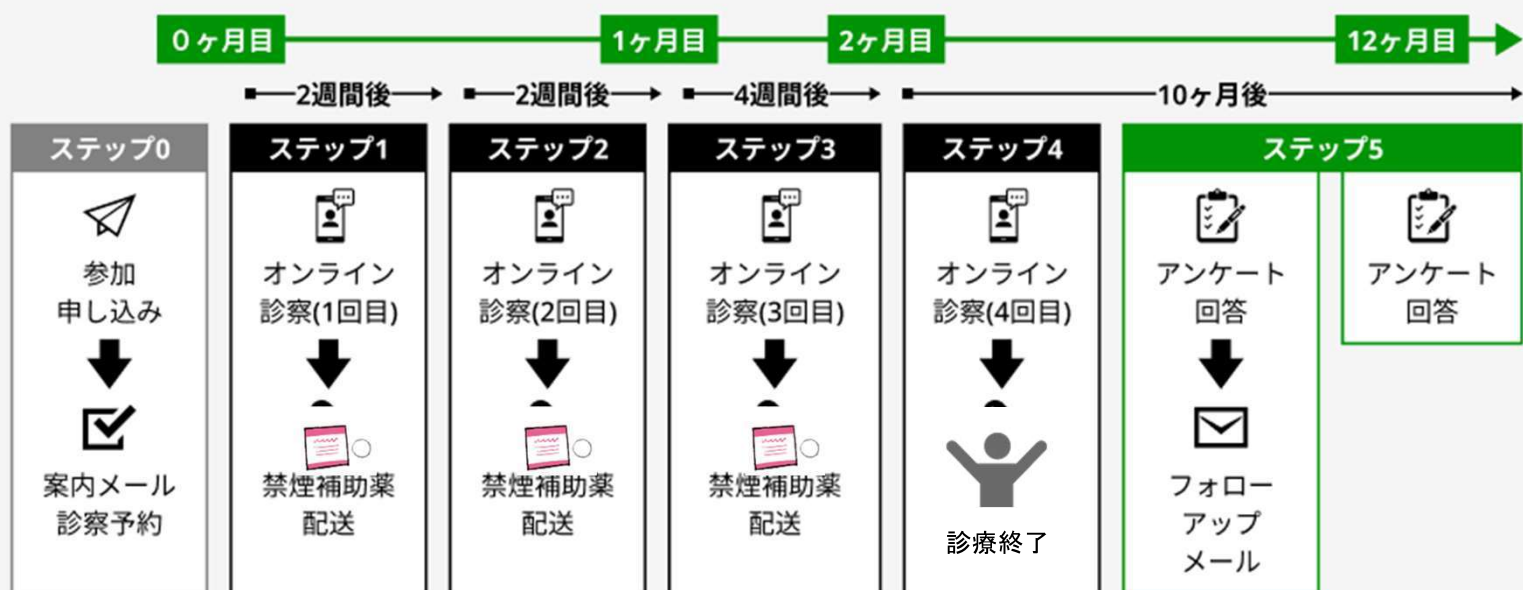 0ヶ月目
1ヶ月目
2ヶ月目
12ヶ月目
2週間後
2週間後
4週間後
10ヶ月後
ステップ0
参加
申し込み
案内メール
診察予約
ステップ1
オンライン
診察(1回目)
禁煙補助薬
配送
ステップ2
オンライン
診察(2回目)
禁煙補助薬
配送
ステップ3
オンライン
診察(3回目)
禁煙補助薬
配送
ステップ4
オンライン
診察(4回目)
診療終了
ステップ5
アンケート
回答
フォロー
アップ
メール
アンケート
回答